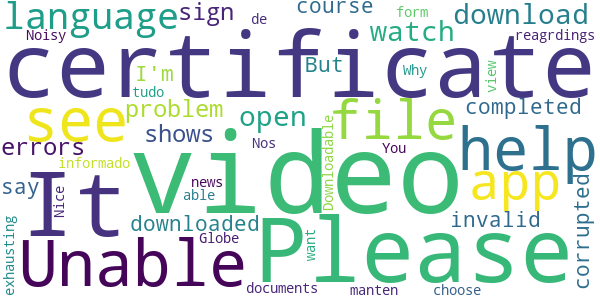 language sign de course form download
Noisy watch reagrdings
certificate
I'm But Why view
tudo
see problem open file completed
errors shows Nos You help
informado Downloadable
It video app
say Nice news able corrupted
downloaded Please invalid
exhausting Unable Globe want
documents manten choose